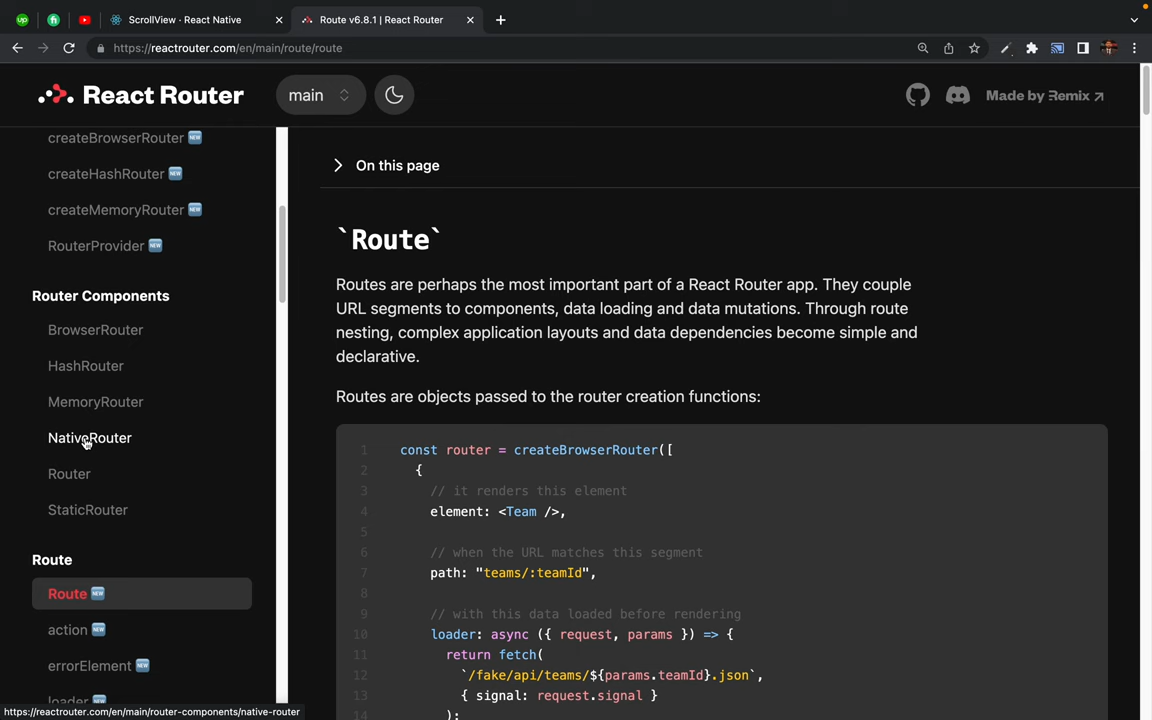 up
fi
ScrollView · React Native
Route v6.8.1 | React Router
https://reactrouter.com/en/main/route/route
React Router
main
Made by Remix ↗
createBrowserRouter 🆕
createHashRouter 🆕
createMemoryRouter 🆕
RouterProvider 🆕
Router Components
BrowserRouter
HashRouter
MemoryRouter
NativeRouter
Router
StaticRouter
Route
Route 🆕
action 🆕
errorElement 🆕
loader 🆕
https://reactrouter.com/en/main/router-components/native-router
On this page
`Route`
Routes are perhaps the most important part of a React Router app. They couple
URL segments to components, data loading and data mutations. Through route
nesting, complex application layouts and data dependencies become simple and
declarative.
Routes are objects passed to the router creation functions:
1 const router = createBrowserRouter([
2 {
3 // it renders this element
4 element: <Team />,
5
6 // when the URL matches this segment
7 path: "teams/:teamId",
8
9 // with this data loaded before rendering
10 loader: async ({ request, params }) => {
11 return fetch(
12 `/fake/api/teams/${params.teamId}.json`,
13 { signal: request.signal }
14 );